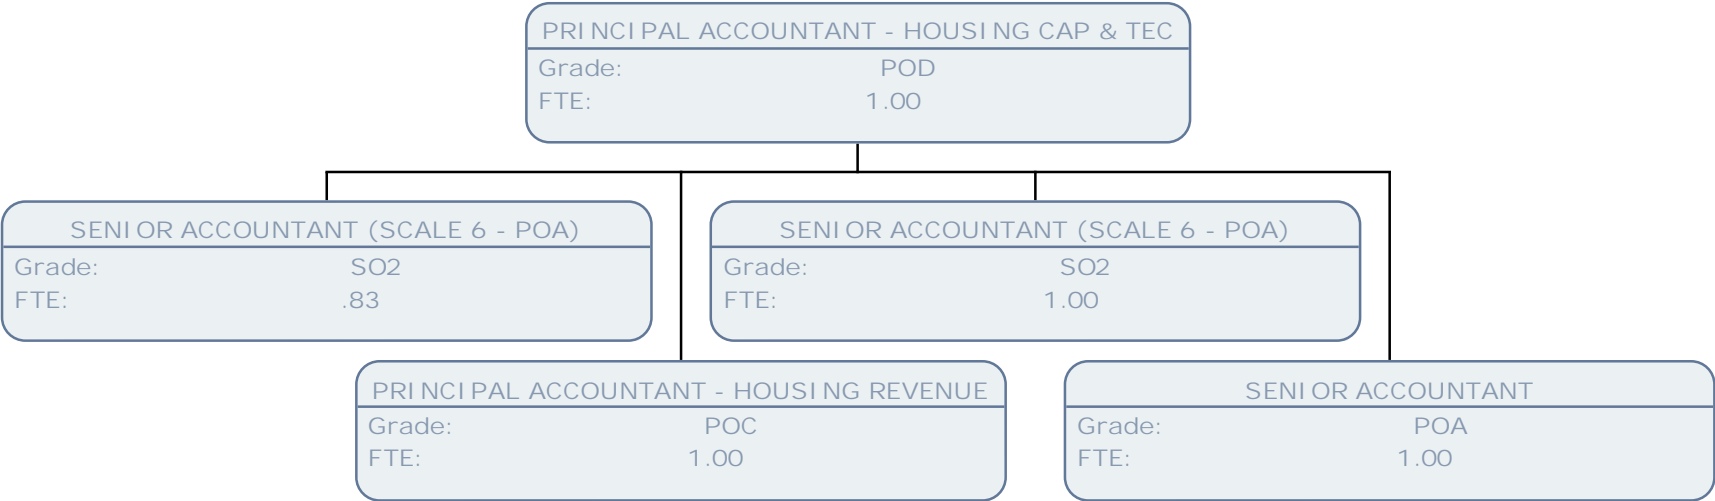 PRINCIPAL ACCOUNTANT - HOUSING CAP & TEC
Grade: POD
FTE: 1.00
SENIOR ACCOUNTANT (SCALE 6 - POA)
Grade: SO2
FTE: .83
SENIOR ACCOUNTANT (SCALE 6 - POA)
Grade: SO2
FTE: 1.00
PRINCIPAL ACCOUNTANT - HOUSING REVENUE
Grade: POC
FTE: 1.00
SENIOR ACCOUNTANT
Grade: POA
FTE: 1.00